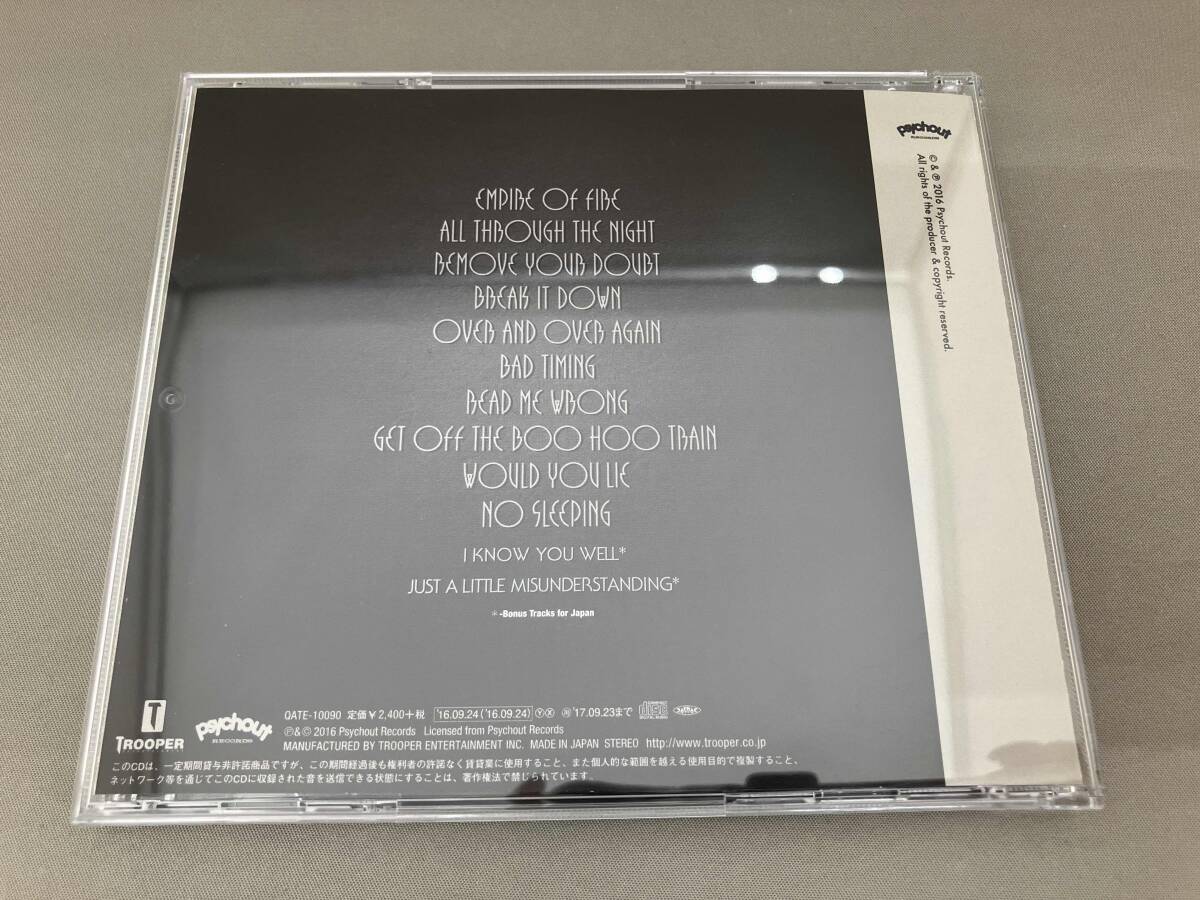 EMPIRE OF FIRE
ALL THROUGH THE NIGHT
REMOVE YOUR DOUBT
BREAK IT DOWN
OVER AND OVER AGAIN
BAD TIMING
READ ME WRONG
GET OFF THE BOO HOO TRAIN
WOULD YOU LIE
NO SLEEPING
I KNOW YOU WELL*
JUST A LITTLE MISUNDERSTANDING*
*-Bonus Tracks for Japan
psychout
RECORDS
© & ℗ 2016 Psychout Records.
All rights of the producer & copyright reserved.
T
TROOPER
psychout
RECORDS
QATE-10090 定価¥2,400+税 '16.09.24('16.09.24) Ⓨ Ⓧ '17.09.23まで
℗&© 2016 Psychout Records Licensed from Psychout Records
MANUFACTURED BY TROOPER ENTERTAINMENT INC. MADE IN JAPAN STEREO http://www.trooper.co.jp
このCDは、一定期間貸与非許諾商品ですが、この期間経過後も権利者の許諾なく賃貸業に使用すること、また個人的な範囲を越える使用目的で複製すること、
ネットワーク等を通じてこのCDに収録された音を送信できる状態にすることは、著作権法で禁じられています。